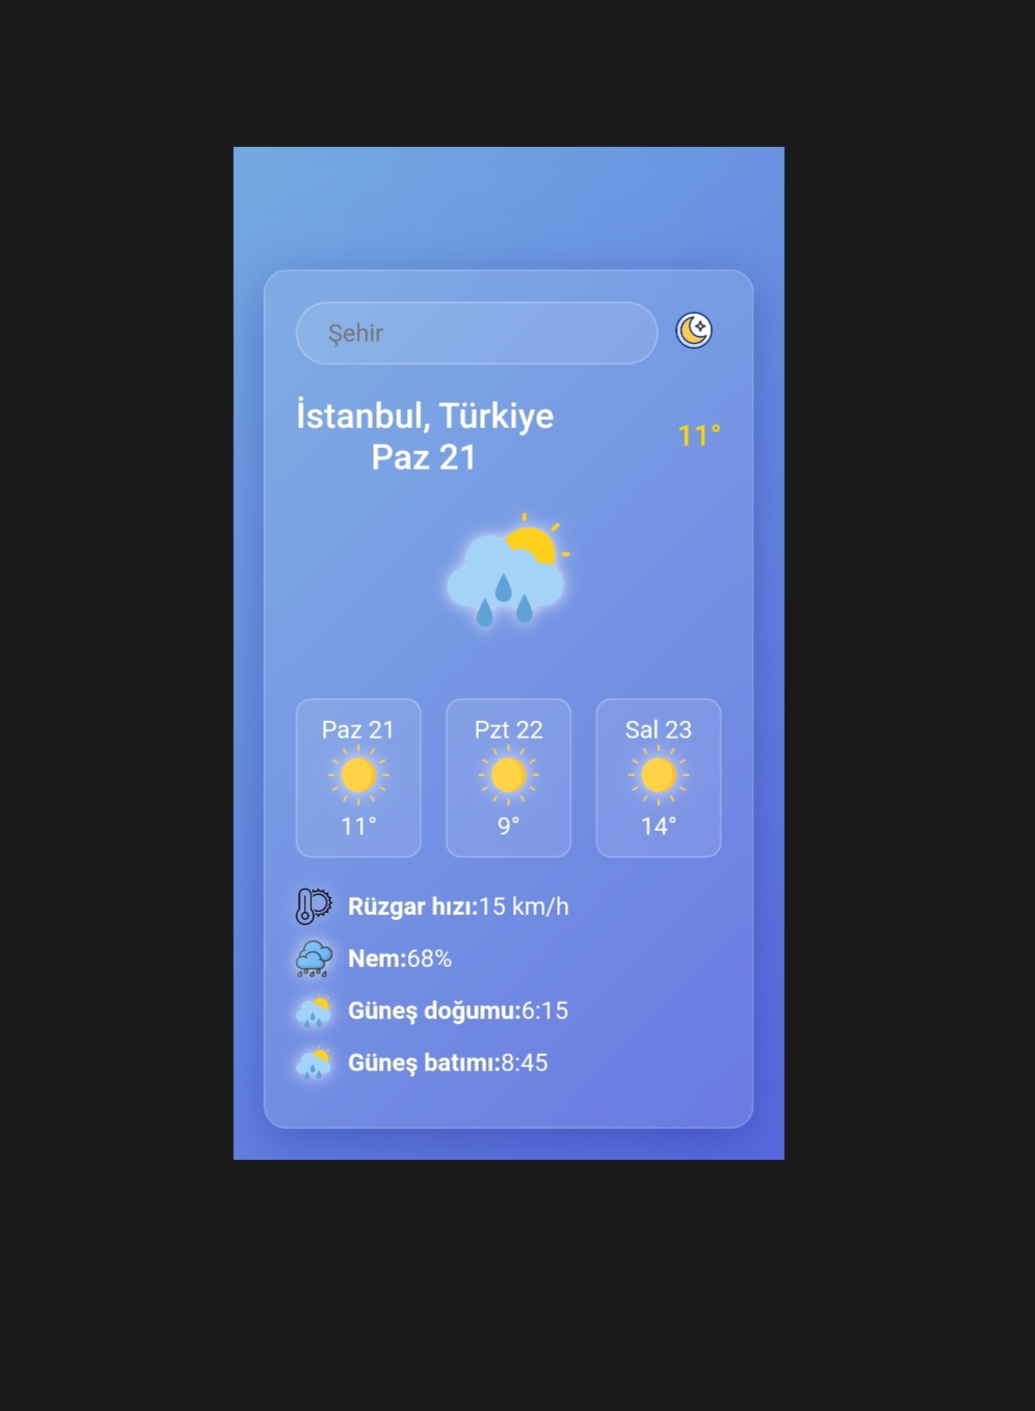 Şehir
İstanbul, Türkiye
Paz 21
11°
Paz 21
Pzt 22
Sal 23
11°
9°
14°
Rüzgar hızı:15 km/h
Nem:68%
Güneş doğumu:6:15
Güneş batımı:8:45